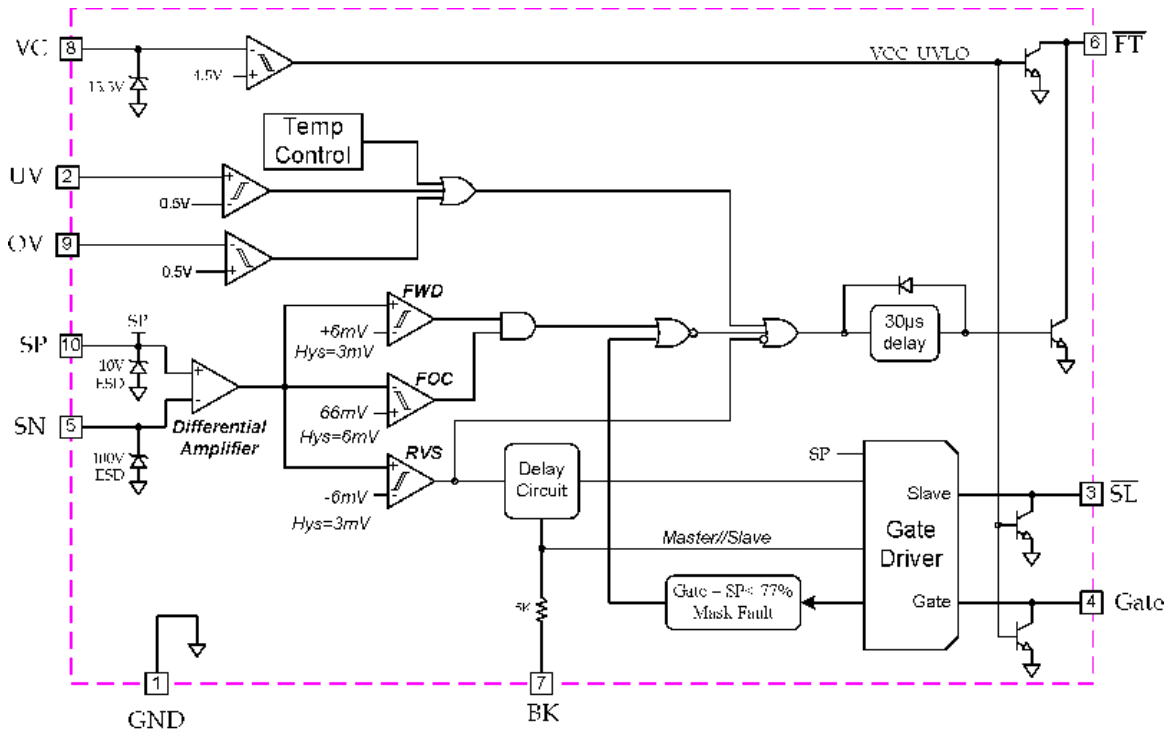 VC
8
15.5V
4.5V
VCC UVLO
6
FT
Temp
Control
UV
2
0.5V
OV
9
0.5V
FWD
+6mV
Hys=3mV
30µs
delay
SP
SP
10
10V
ESD
FOC
66mV
Hys=6mV
SN
5
Differential
Amplifier
100V
ESD
RVS
-6mV
Hys=3mV
Delay
Circuit
SP
Slave
3
SL
Gate
Driver
Master//Slave
Gate – SP< 77%
Mask Fault
Gate
4
Gate
5K
1
GND
7
BK